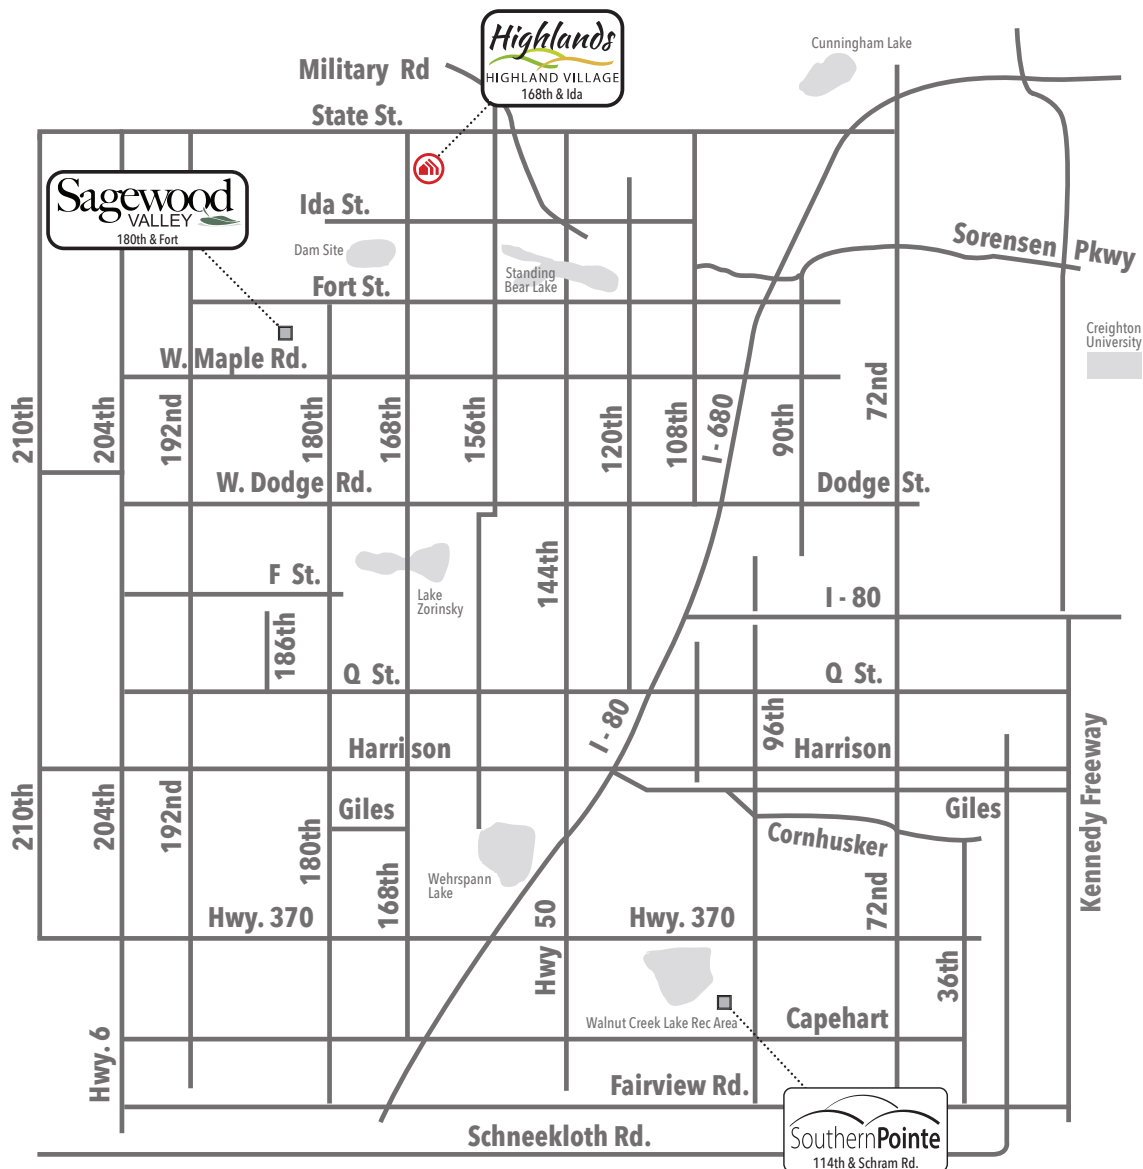 Highlands
HIGHLAND VILLAGE
168th & Ida
Cunningham Lake
Military Rd
State St.
Sagewood
VALLEY
180th & Fort
Ida St.
Dam Site
Standing
Bear Lake
Sorensen Pkwy
Fort St.
Creighton
University
W. Maple Rd.
210th
204th
192nd
180th
168th
156th
120th
108th
I - 680
90th
72nd
W. Dodge Rd.
Dodge St.
144th
F St.
Lake
Zorinsky
I - 80
186th
Q St.
Q St.
I - 80
96th
Harrison
Harrison
Kennedy Freeway
210th
204th
192nd
180th
Giles
Giles
Cornhusker
168th
Wehrspann
Lake
72nd
Hwy. 370
Hwy 50
Hwy. 370
36th
Walnut Creek Lake Rec Area
Capehart
Hwy. 6
Fairview Rd.
Schneekloth Rd.
SouthernPointe
114th & Schram Rd.